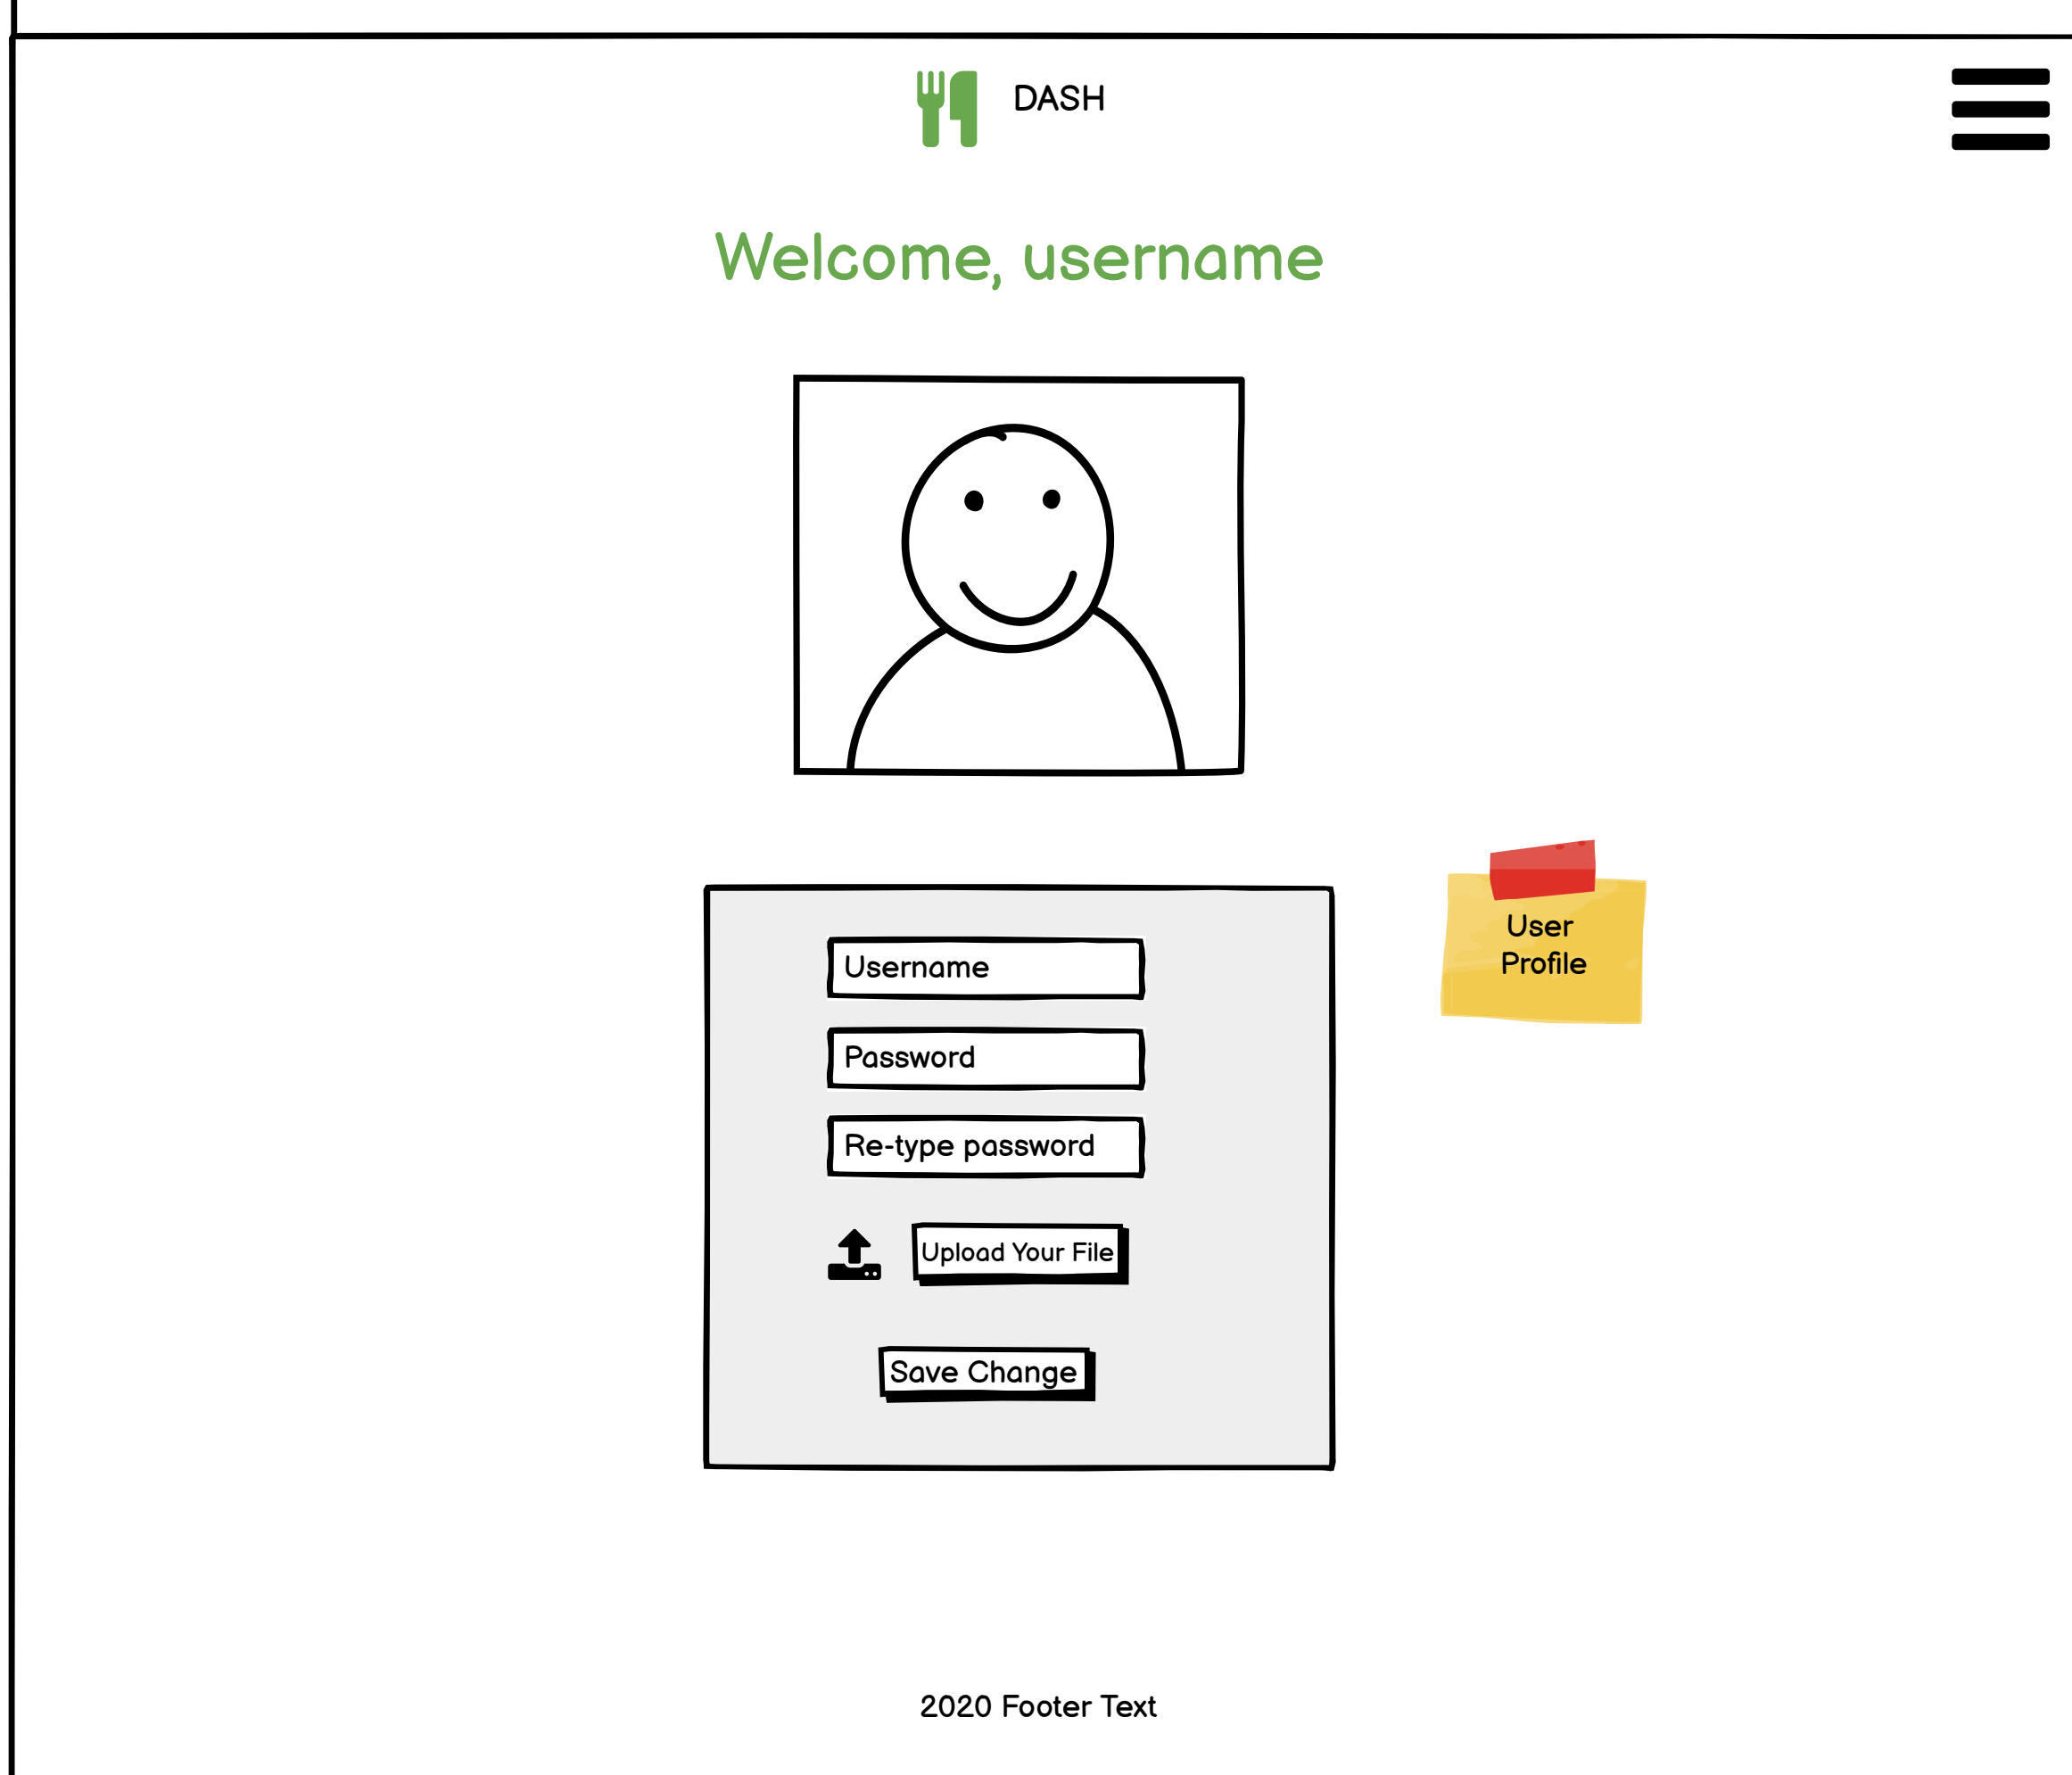 DASH
Welcome, username
User
Profile
Username
Password
Re-type password
Upload Your File
Save Change
2020 Footer Text